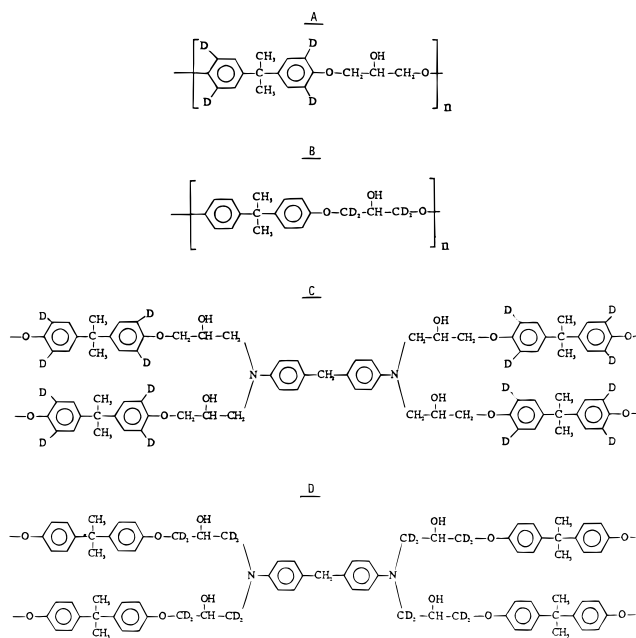 A
D CH₃ D OH
C O—CH₂—CH—CH₂—O
D CH₃ D n
B
CH₃ OH
C O—CD₂—CH—CD₂—O
CH₃ n
C
D CH₃ D OH OH D CH₃ D
—O C O—CH₂—CH—CH₂ CH₂—CH—CH₂—O C O—
D CH₃ D D CH₃ D
N CH₂ N
D CH₃ D OH OH D CH₃ D
—O C O—CH₂—CH—CH₂ CH₂—CH—CH₂—O C O—
D CH₃ D D CH₃ D
D
CH₃ OH OH CH₃
—O C O—CD₂—CH—CD₂ CD₂—CH—CD₂—O C O—
CH₃ CH₃
N CH₂ N
CH₃ OH OH CH₃
—O C O—CD₂—CH—CD₂ CD₂—CH—CD₂—O C O—
CH₃ CH₃